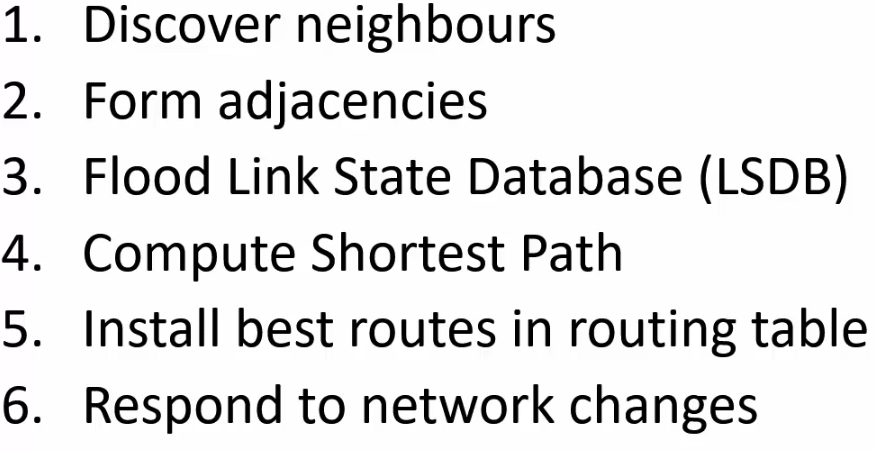 1. Discover neighbours
2. Form adjacencies
3. Flood Link State Database (LSDB)
4. Compute Shortest Path
5. Install best routes in routing table
6. Respond to network changes